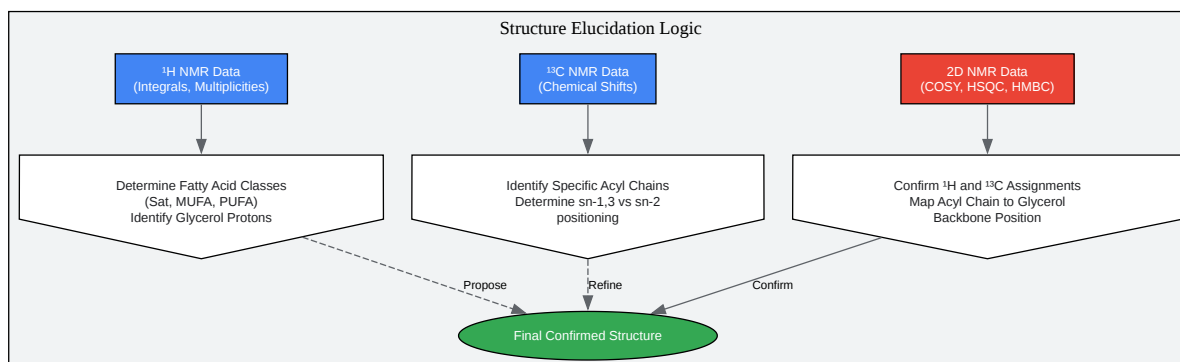 Structure Elucidation Logic
¹H NMR Data
(Integrals, Multiplicities)
¹³C NMR Data
(Chemical Shifts)
2D NMR Data
(COSY, HSQC, HMBC)
Determine Fatty Acid Classes
(Sat, MUFA, PUFA)
Identify Glycerol Protons
Identify Specific Acyl Chains
Determine sn-1,3 vs sn-2
positioning
Confirm ¹H and ¹³C Assignments
Map Acyl Chain to Glycerol
Backbone Position
Propose
Refine
Confirm
Final Confirmed Structure